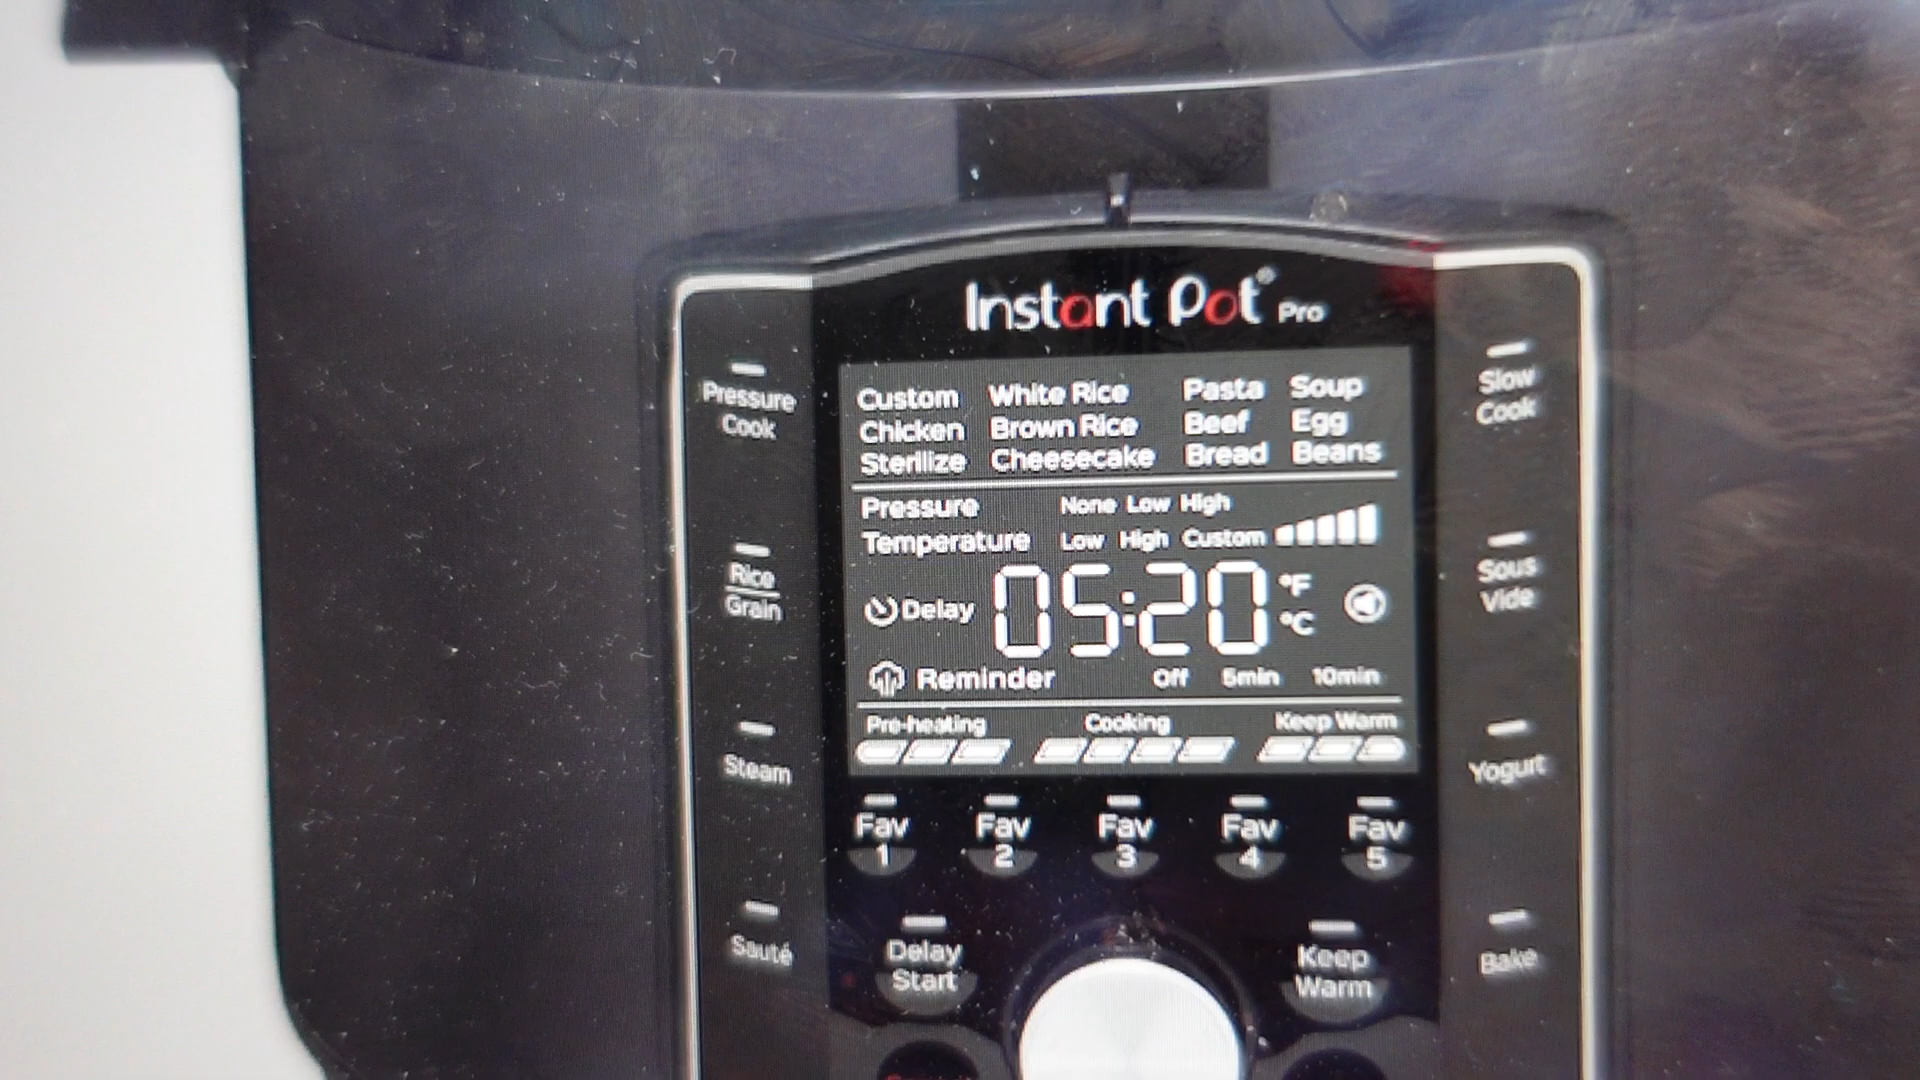 Instant Pot® Pro
Pressure Cook
Rice Grain
Steam
Sauté
Custom White Rice Pasta Soup
Chicken Brown Rice Beef Egg
Sterilize Cheesecake Bread Beans
Pressure None Low High
Temperature Low High Custom
Delay 05:20 °F °C
Reminder Off 5min 10min
Pre-heating Cooking Keep Warm
Fav 1 Fav 2 Fav 3 Fav 4 Fav 5
Delay Start
Keep Warm
Slow Cook
Sous Vide
Yogurt
Bake